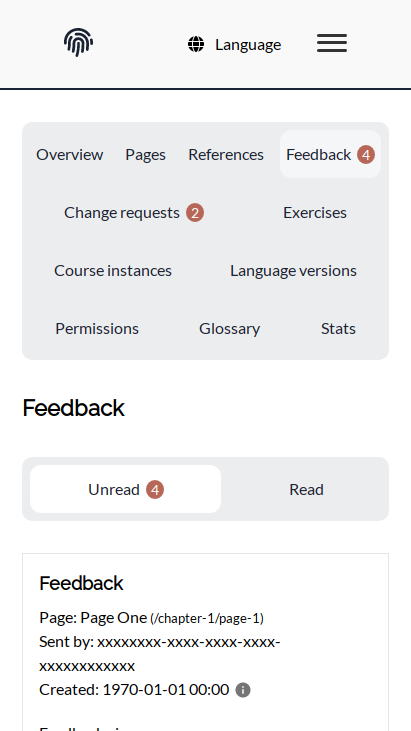 Language
Overview Pages References Feedback 4
Change requests 2 Exercises
Course instances Language versions
Permissions Glossary Stats
Feedback
Unread 4 Read
Feedback
Page: Page One (/chapter-1/page-1)
Sent by: xxxxxxxx-xxxx-xxxx-xxxx-
xxxxxxxxxxxx
Created: 1970-01-01 00:00